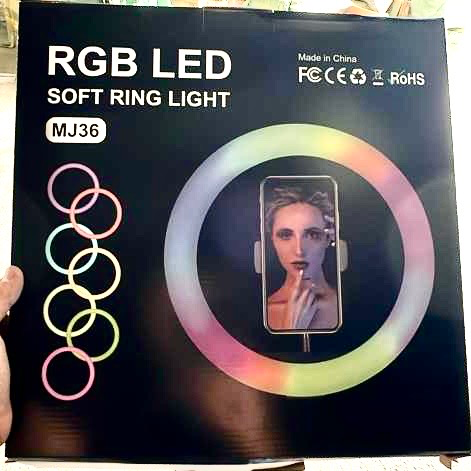 RGB LED
SOFT RING LIGHT
MJ36
Made in China
FC CE RoHS